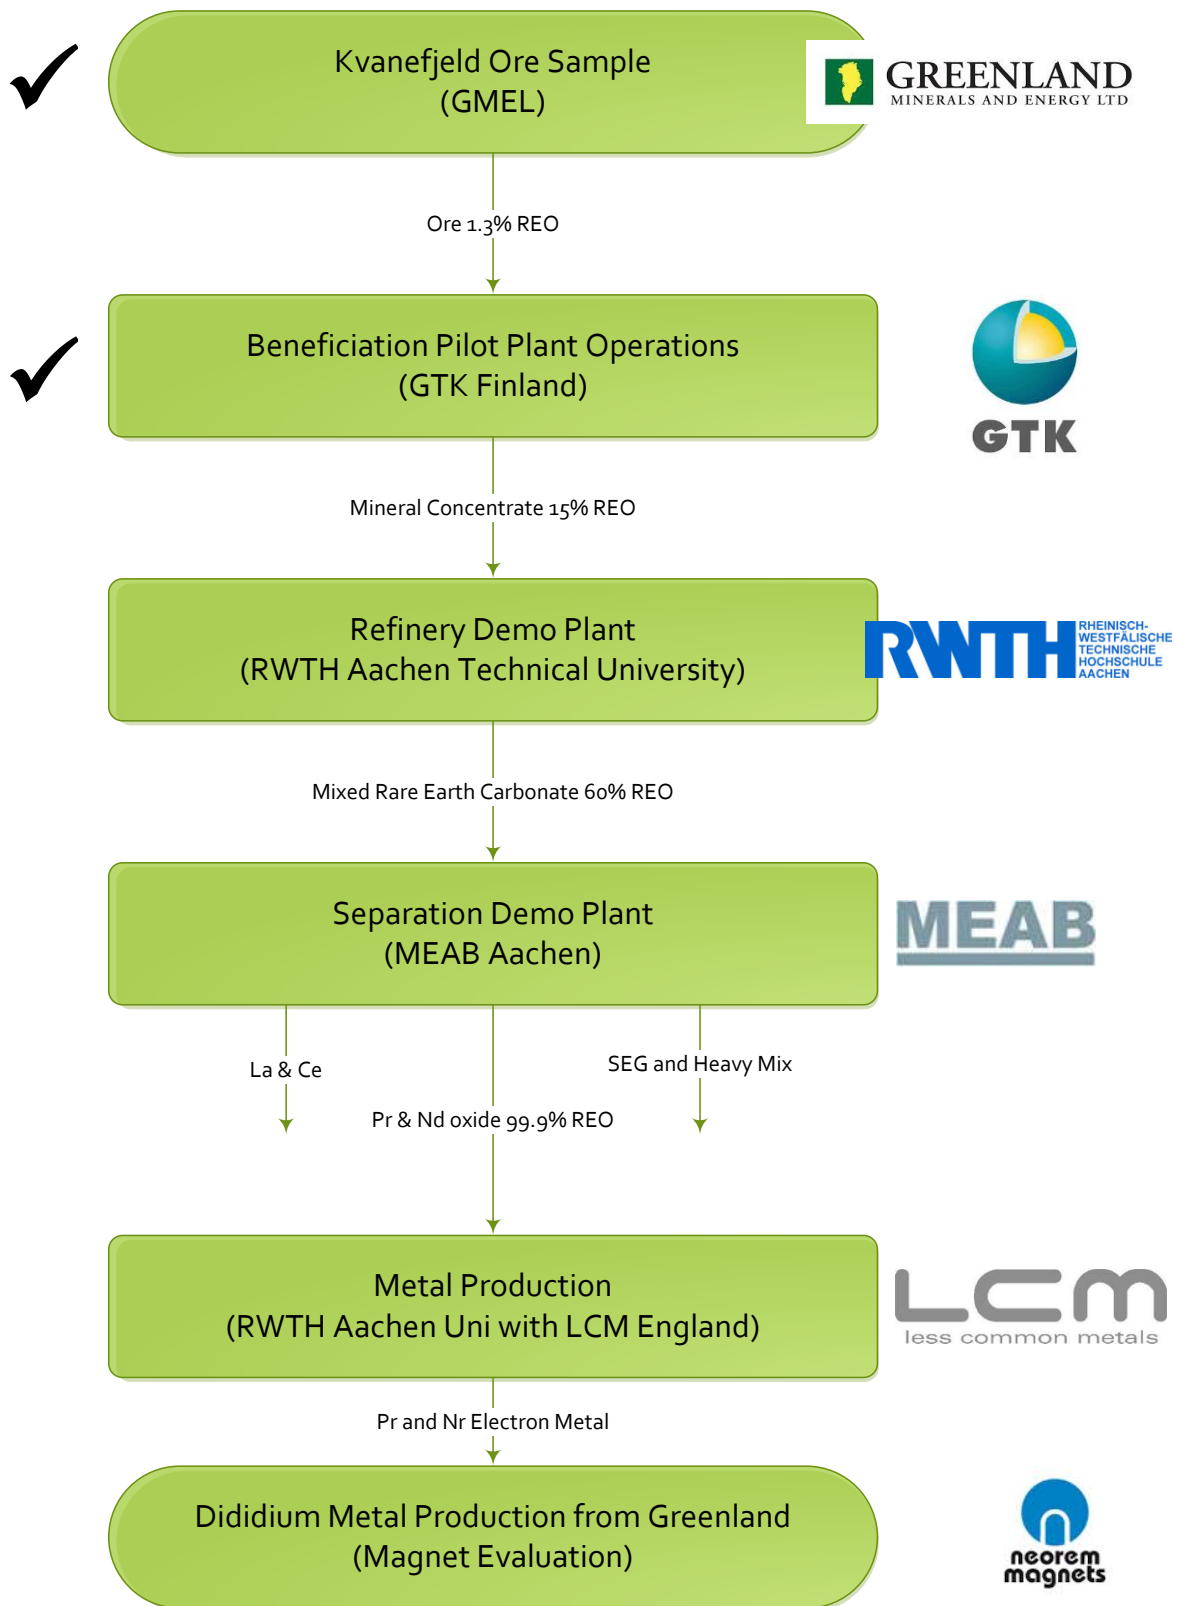 Kvanefjeld Ore Sample
(GMEL)
GREENLAND
MINERALS AND ENERGY LTD
Ore 1.3% REO
Beneficiation Pilot Plant Operations
(GTK Finland)
GTK
Mineral Concentrate 15% REO
Refinery Demo Plant
(RWTH Aachen Technical University)
RWTH
RHEINISCH-
WESTFÄLISCHE
TECHNISCHE
HOCHSCHULE
AACHEN
Mixed Rare Earth Carbonate 60% REO
Separation Demo Plant
(MEAB Aachen)
MEAB
La & Ce
SEG and Heavy Mix
Pr & Nd oxide 99.9% REO
Metal Production
(RWTH Aachen Uni with LCM England)
LCM
less common metals
Pr and Nr Electron Metal
Dididium Metal Production from Greenland
(Magnet Evaluation)
neorem
magnets